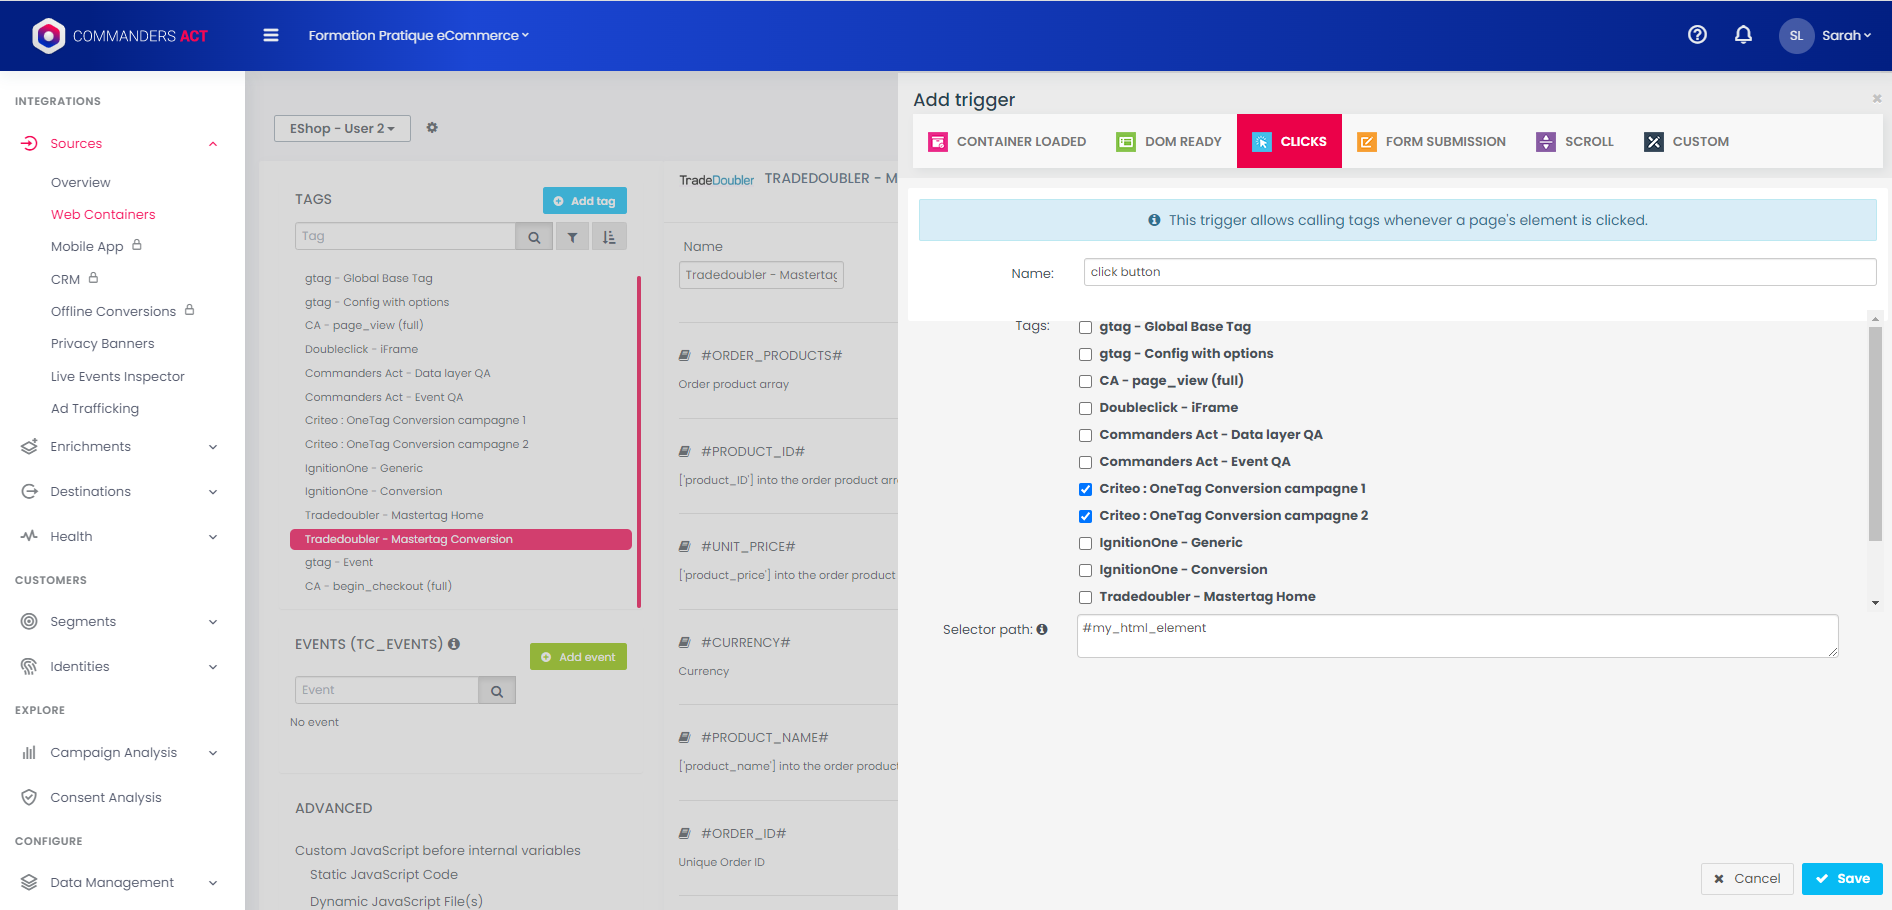 COMMANDERS ACT
Formation Pratique eCommerce
SL
Sarah
INTEGRATIONS
Sources
Overview
Web Containers
Mobile App
CRM
Offline Conversions
Privacy Banners
Live Events Inspector
Ad Trafficking
Enrichments
Destinations
Health
CUSTOMERS
Segments
Identities
EXPLORE
Campaign Analysis
Consent Analysis
CONFIGURE
Data Management
EShop - User 2
TAGS
Add tag
Tag
gtag - Global Base Tag
gtag - Config with options
CA - page_view (full)
Doubleclick - iFrame
Commanders Act - Data layer QA
Commanders Act - Event QA
Criteo : OneTag Conversion campagne 1
Criteo : OneTag Conversion campagne 2
IgnitionOne - Generic
IgnitionOne - Conversion
Tradedoubler - Mastertag Home
Tradedoubler - Mastertag Conversion
gtag - Event
CA - begin_checkout (full)
EVENTS (TC_EVENTS)
Add event
Event
No event
ADVANCED
Custom JavaScript before internal variables
Static JavaScript Code
Dynamic JavaScript File(s)
TradeDoubler TRADEDOUBLER - M
Name
Tradedoubler - Mastertag
#ORDER_PRODUCTS#
Order product array
#PRODUCT_ID#
['product_ID'] into the order product arr
#UNIT_PRICE#
['product_price'] into the order product
#CURRENCY#
Currency
#PRODUCT_NAME#
['product_name'] into the order product
#ORDER_ID#
Unique Order ID
Add trigger
CONTAINER LOADED
DOM READY
CLICKS
FORM SUBMISSION
SCROLL
CUSTOM
This trigger allows calling tags whenever a page's element is clicked.
Name: click button
Tags:
gtag - Global Base Tag
gtag - Config with options
CA - page_view (full)
Doubleclick - iFrame
Commanders Act - Data layer QA
Commanders Act - Event QA
Criteo : OneTag Conversion campagne 1
Criteo : OneTag Conversion campagne 2
IgnitionOne - Generic
IgnitionOne - Conversion
Tradedoubler - Mastertag Home
Selector path: #my_html_element
Cancel
Save